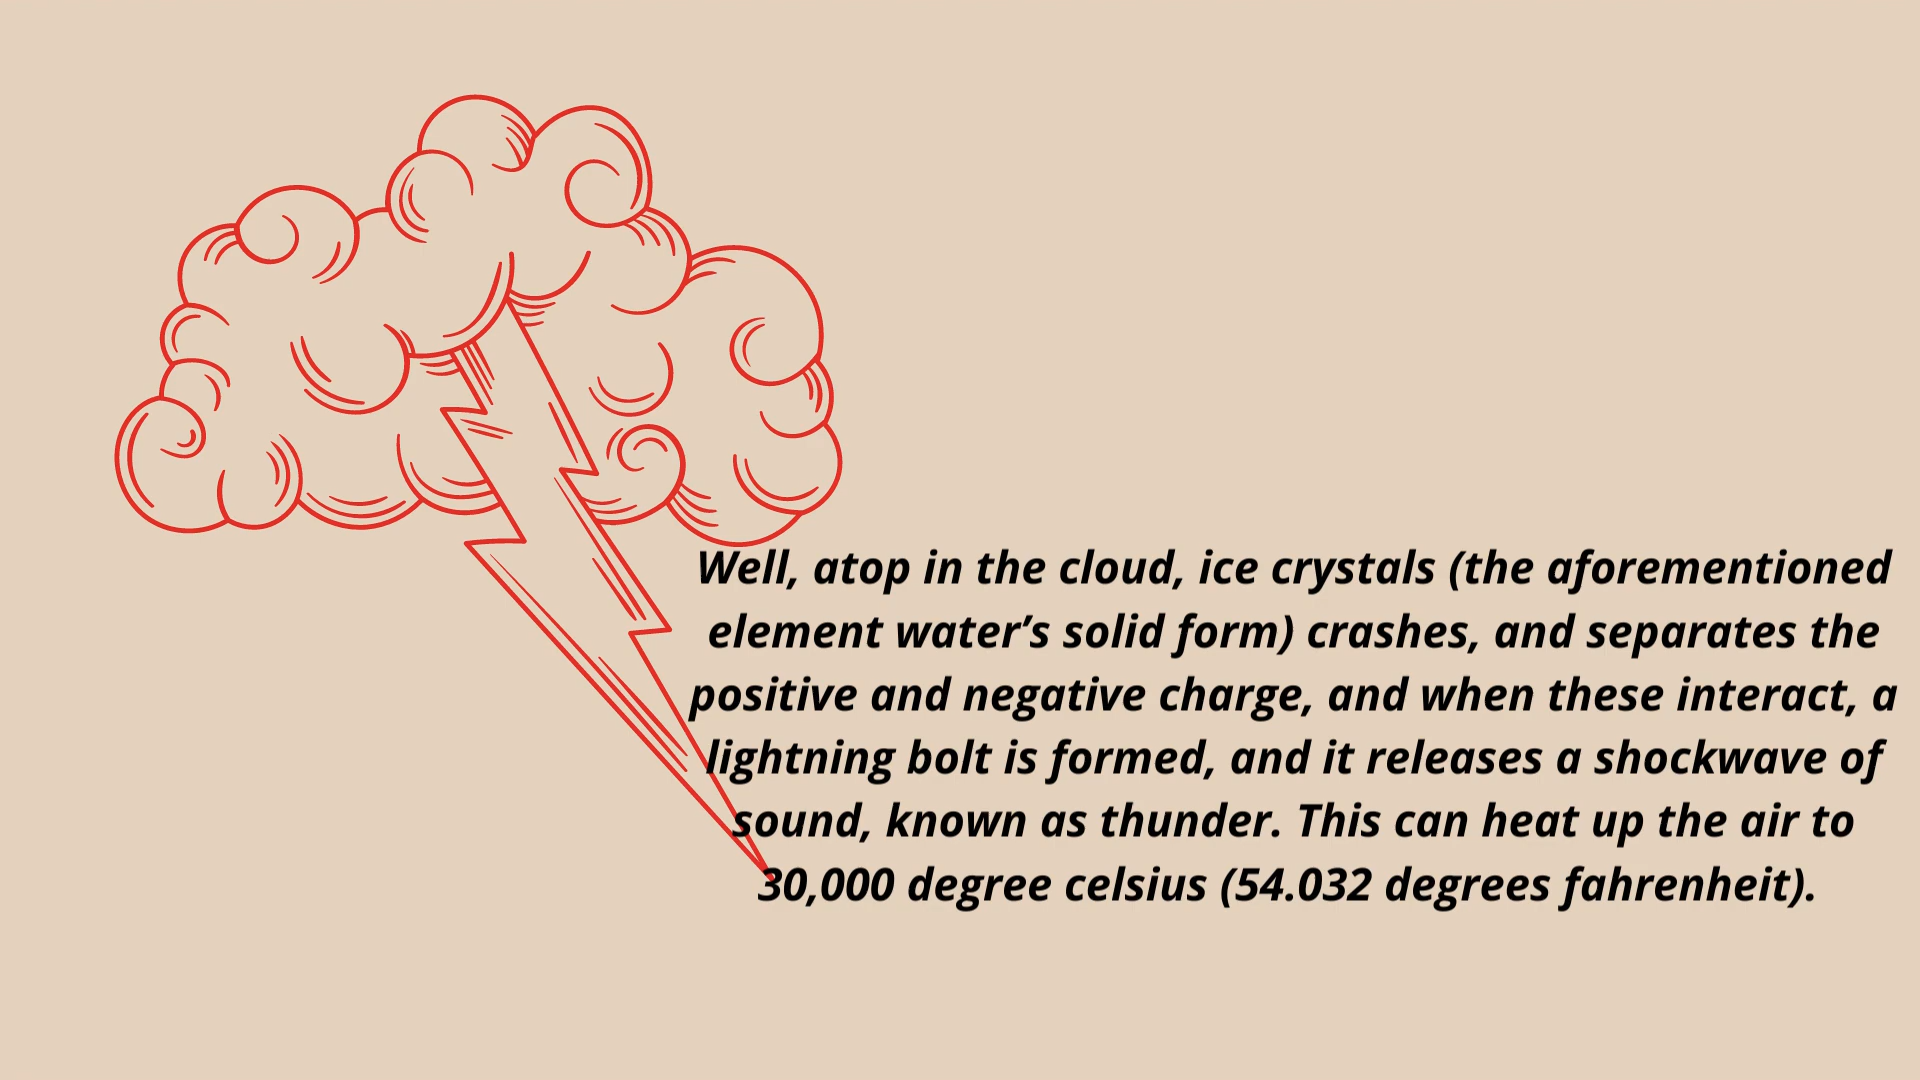 Well, atop in the cloud, ice crystals (the aforementioned
element water’s solid form) crashes, and separates the
positive and negative charge, and when these interact, a
lightning bolt is formed, and it releases a shockwave of
sound, known as thunder. This can heat up the air to
30,000 degree celsius (54.032 degrees fahrenheit).